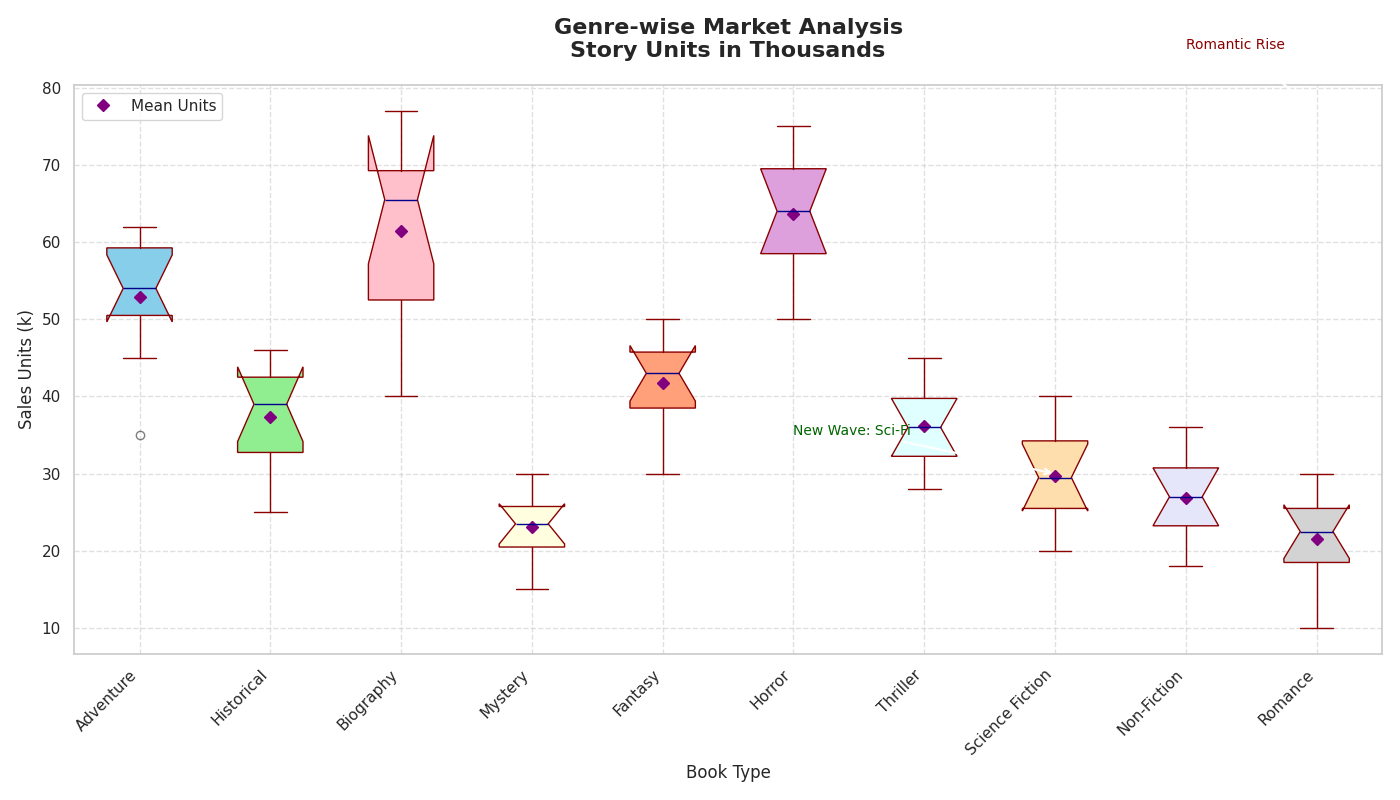 Genre-wise Market Analysis
Story Units in Thousands
Romantic Rise
Mean Units
Sales Units (k)
80
70
60
50
40
30
20
10
New Wave: Sci-Fi
Adventure
Historical
Biography
Mystery
Fantasy
Horror
Thriller
Science Fiction
Non-Fiction
Romance
Book Type